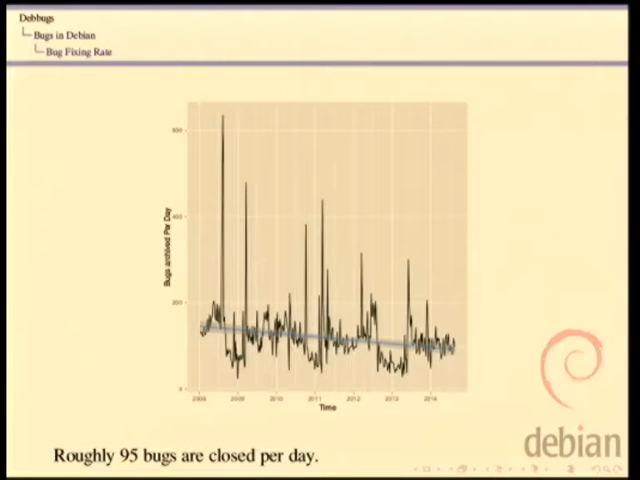 Debbugs
Bugs in Debian
Bug Fixing Rate
Bugs archived Per Day
600
400
200
0
2008 2009 2010 2011 2012 2013 2014
Time
debian
Roughly 95 bugs are closed per day.